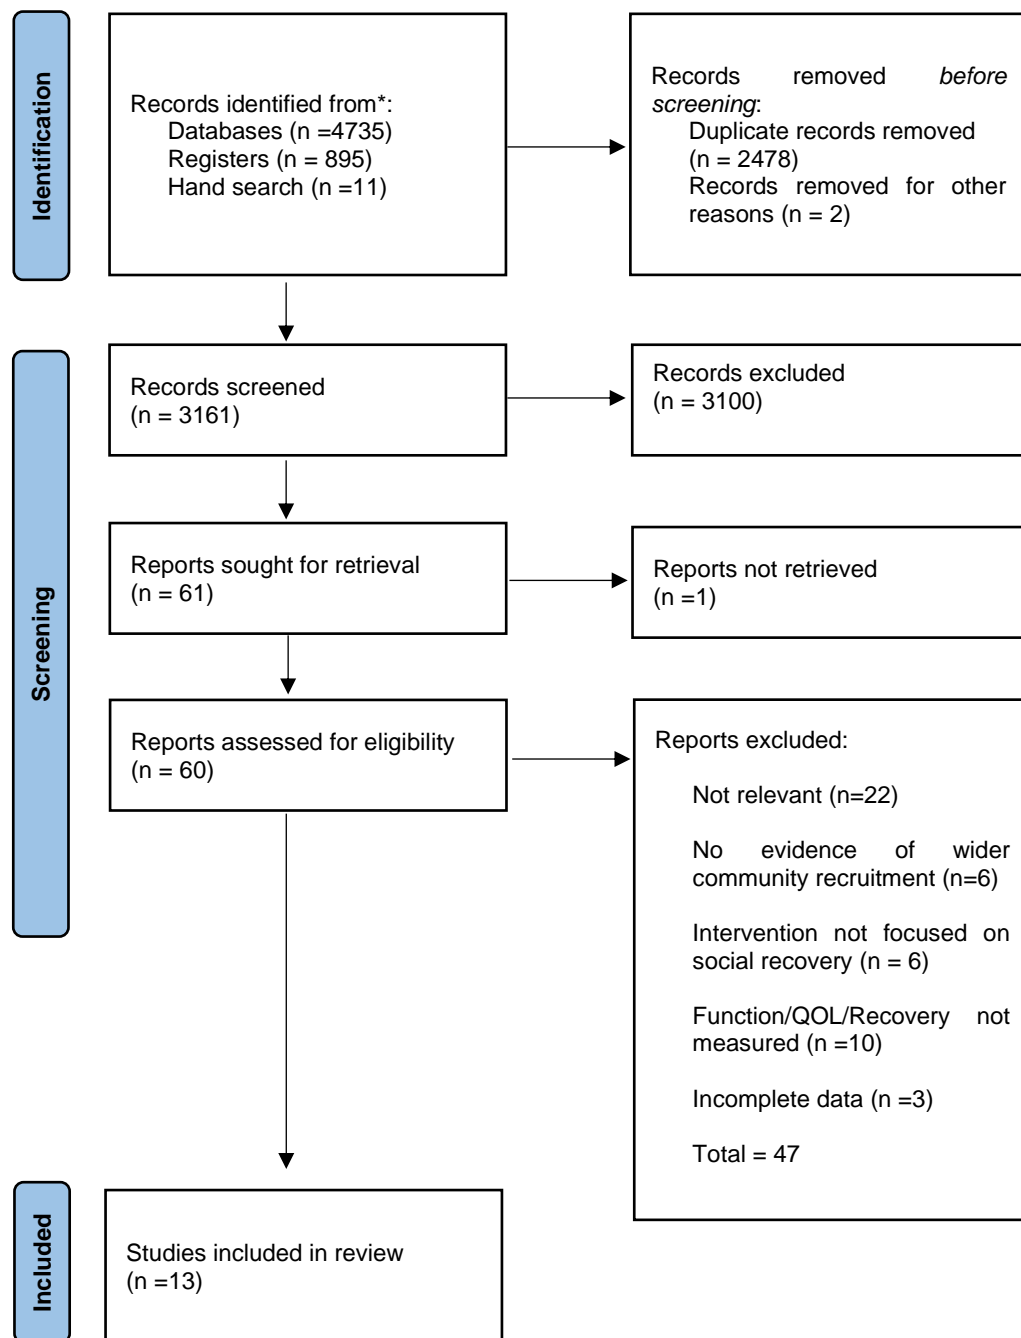 Identification
Records identified from*:
Databases (n =4735)
Registers (n = 895)
Hand search (n =11)
Records removed before
screening:
Duplicate records removed
(n = 2478)
Records removed for other
reasons (n = 2)
Screening
Records screened
(n = 3161)
Records excluded
(n = 3100)
Reports sought for retrieval
(n = 61)
Reports not retrieved
(n =1)
Reports assessed for eligibility
(n = 60)
Reports excluded:
Not relevant (n=22)
No evidence of wider
community recruitment (n=6)
Intervention not focused on
social recovery (n = 6)
Function/QOL/Recovery not
measured (n =10)
Incomplete data (n =3)
Total = 47
Included
Studies included in review
(n =13)